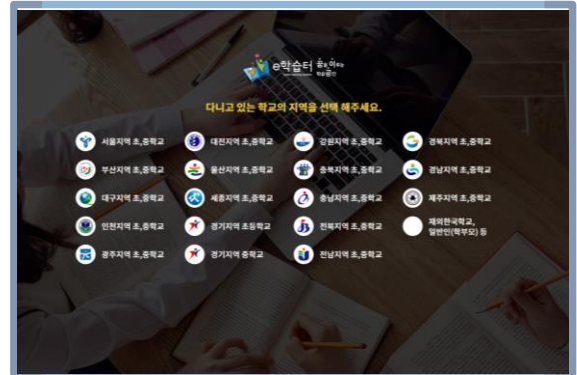 e학습터
다니고 있는 학교의 지역을 선택 해주세요.
서울지역 초,중학교
대전지역 초,중학교
강원지역 초,중학교
경북지역 초,중학교
부산지역 초,중학교
울산지역 초,중학교
충북지역 초,중학교
경남지역 초,중학교
대구지역 초,중학교
세종지역 초,중학교
충남지역 초,중학교
제주지역 초,중학교
인천지역 초,중학교
경기지역 초등학교
전북지역 초,중학교
재외한국학교,
일반인(학부모) 등
광주지역 초,중학교
경기지역 중학교
전남지역 초,중학교